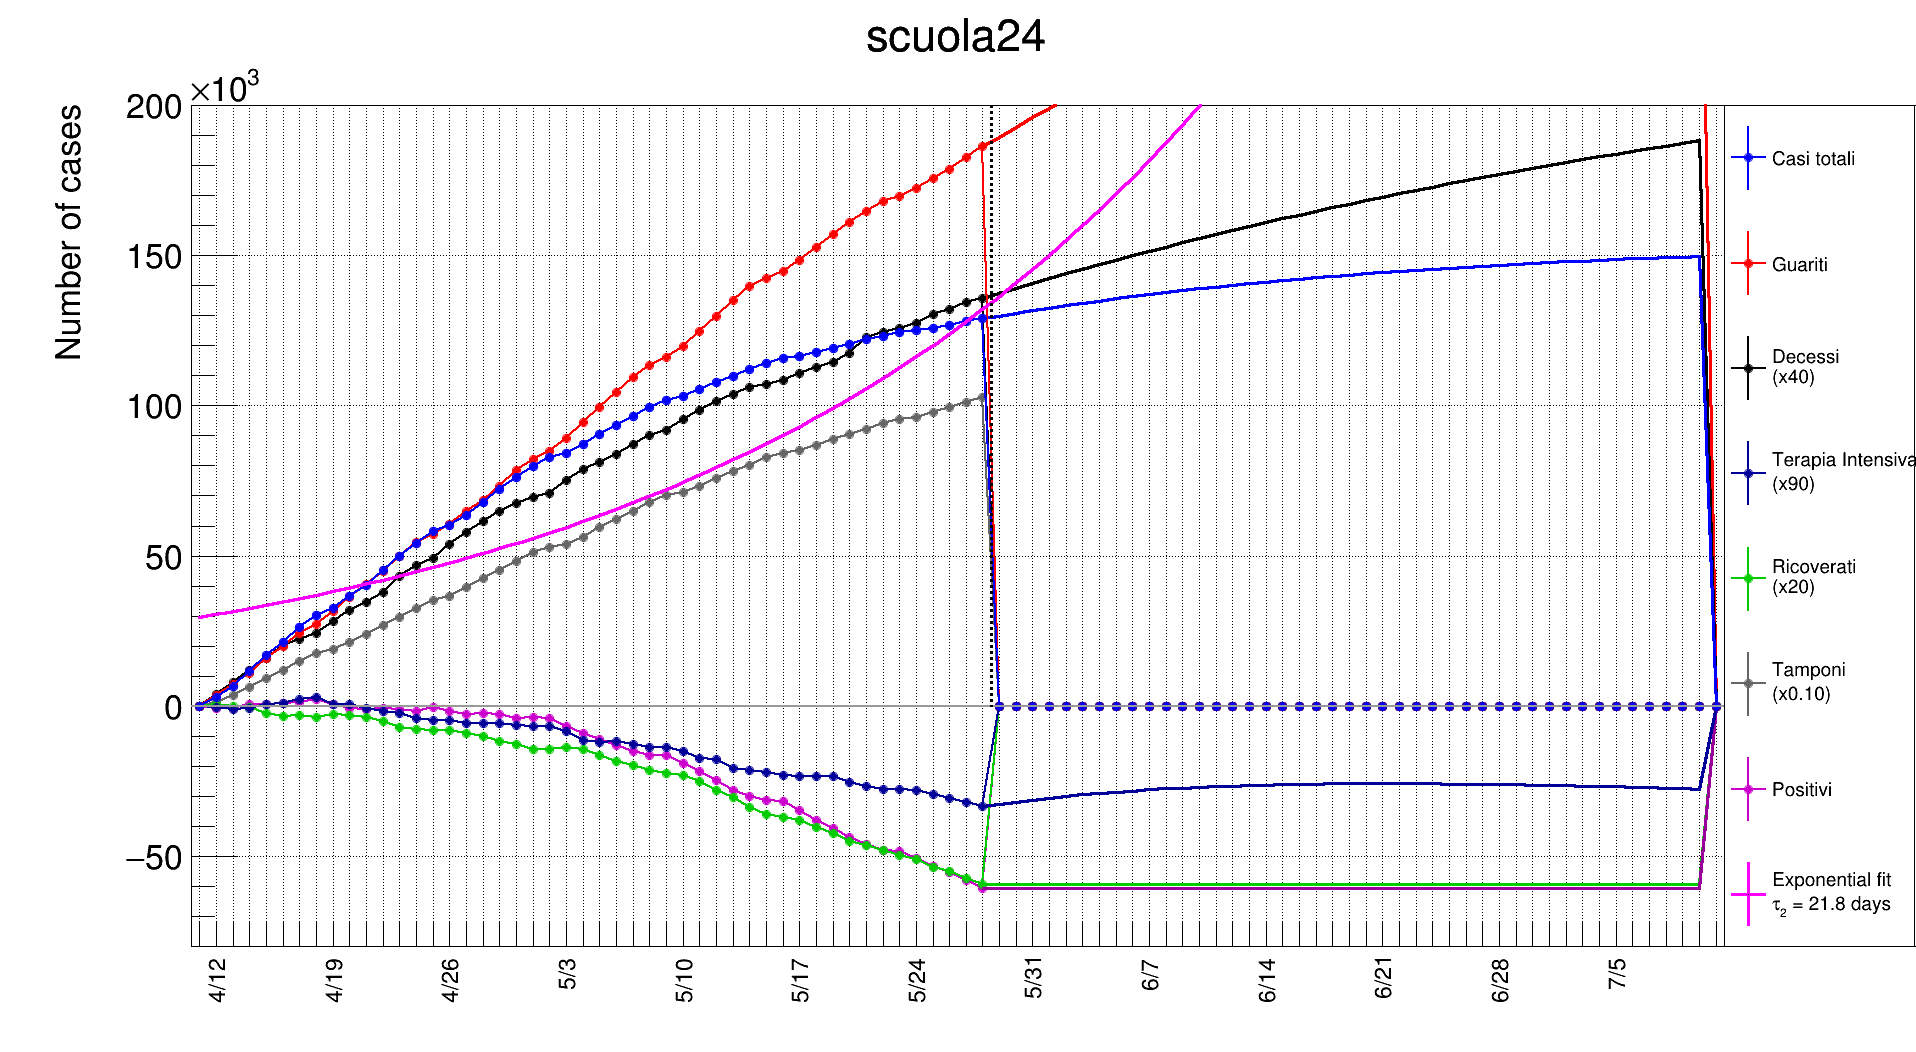 scuola24
×10³
Number of cases
200
150
100
50
0
−50
4/12
4/19
4/26
5/3
5/10
5/17
5/24
5/31
6/7
6/14
6/21
6/28
7/5
Casi totali
Guariti
Decessi
(x40)
Terapia Intensiva
(x90)
Ricoverati
(x20)
Tamponi
(x0.10)
Positivi
Exponential fit
τ₂ = 21.8 days